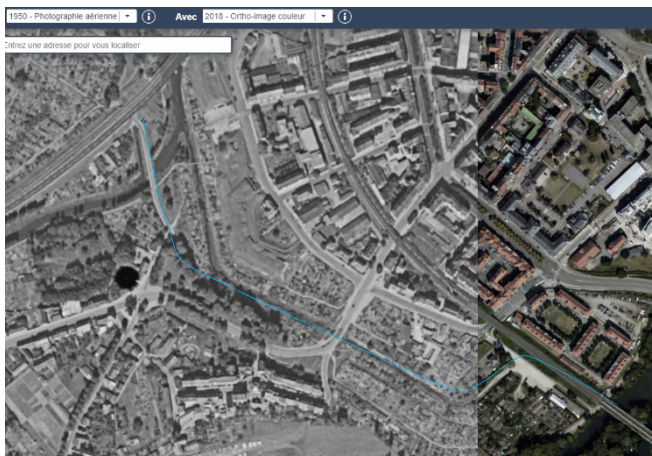 1950 - Photographie aérienne
Avec
2018 - Ortho-image couleur
Entrez une adresse pour vous localiser